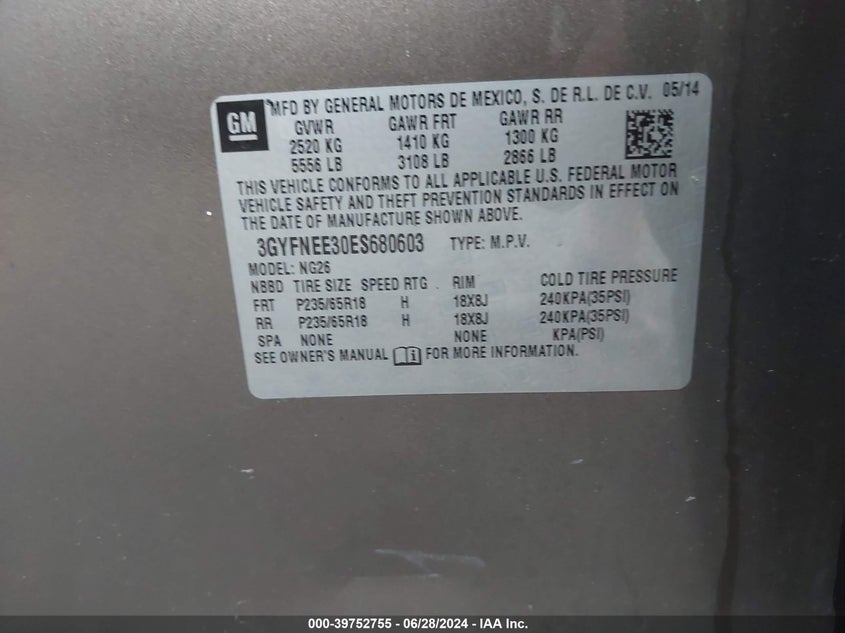 GM
MFD BY GENERAL MOTORS DE MEXICO, S. DE R.L. DE C.V. 05/14
GVWR GAWR FRT GAWR RR
2520 KG 1410 KG 1300 KG
5556 LB 3108 LB 2866 LB
THIS VEHICLE CONFORMS TO ALL APPLICABLE U.S. FEDERAL MOTOR
VEHICLE SAFETY AND THEFT PREVENTION STANDARDS IN EFFECT ON
THE DATE OF MANUFACTURE SHOWN ABOVE.
3GYFNEE30ES680603 TYPE: M.P.V.
MODEL: NG26
NBBD TIRE SIZE SPEED RTG RIM COLD TIRE PRESSURE
FRT P235/65R18 H 18X8J 240KPA(35PSI)
RR P235/65R18 H 18X8J 240KPA(35PSI)
SPA NONE NONE KPA(PSI)
SEE OWNER'S MANUAL i FOR MORE INFORMATION.
000-39752755 - 06/28/2024 - IAA Inc.